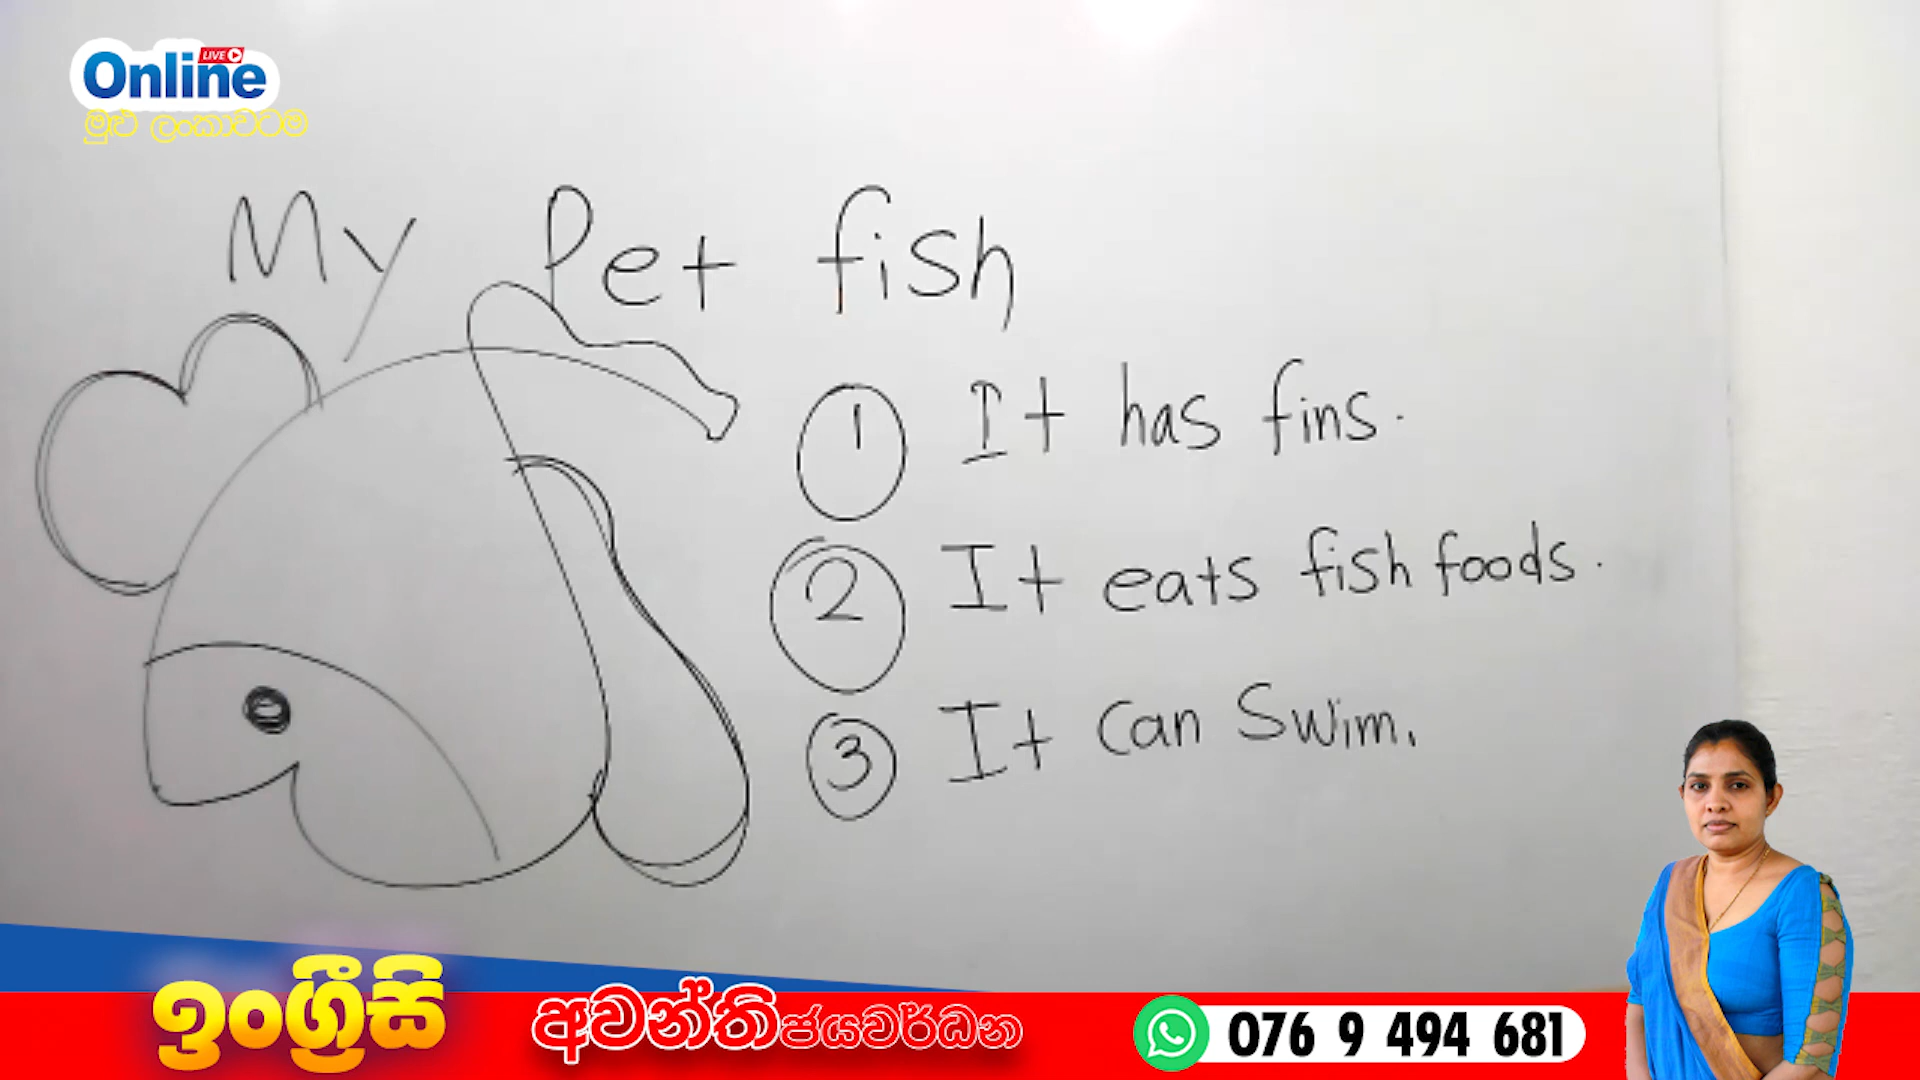 Online LIVE
මුළු ලංකාවටම
My Pet fish
1 It has fins.
2 It eats fish foods.
3 It can swim.
ඉංග්‍රීසි
අවන්ති ජයවර්ධන
076 9 494 681